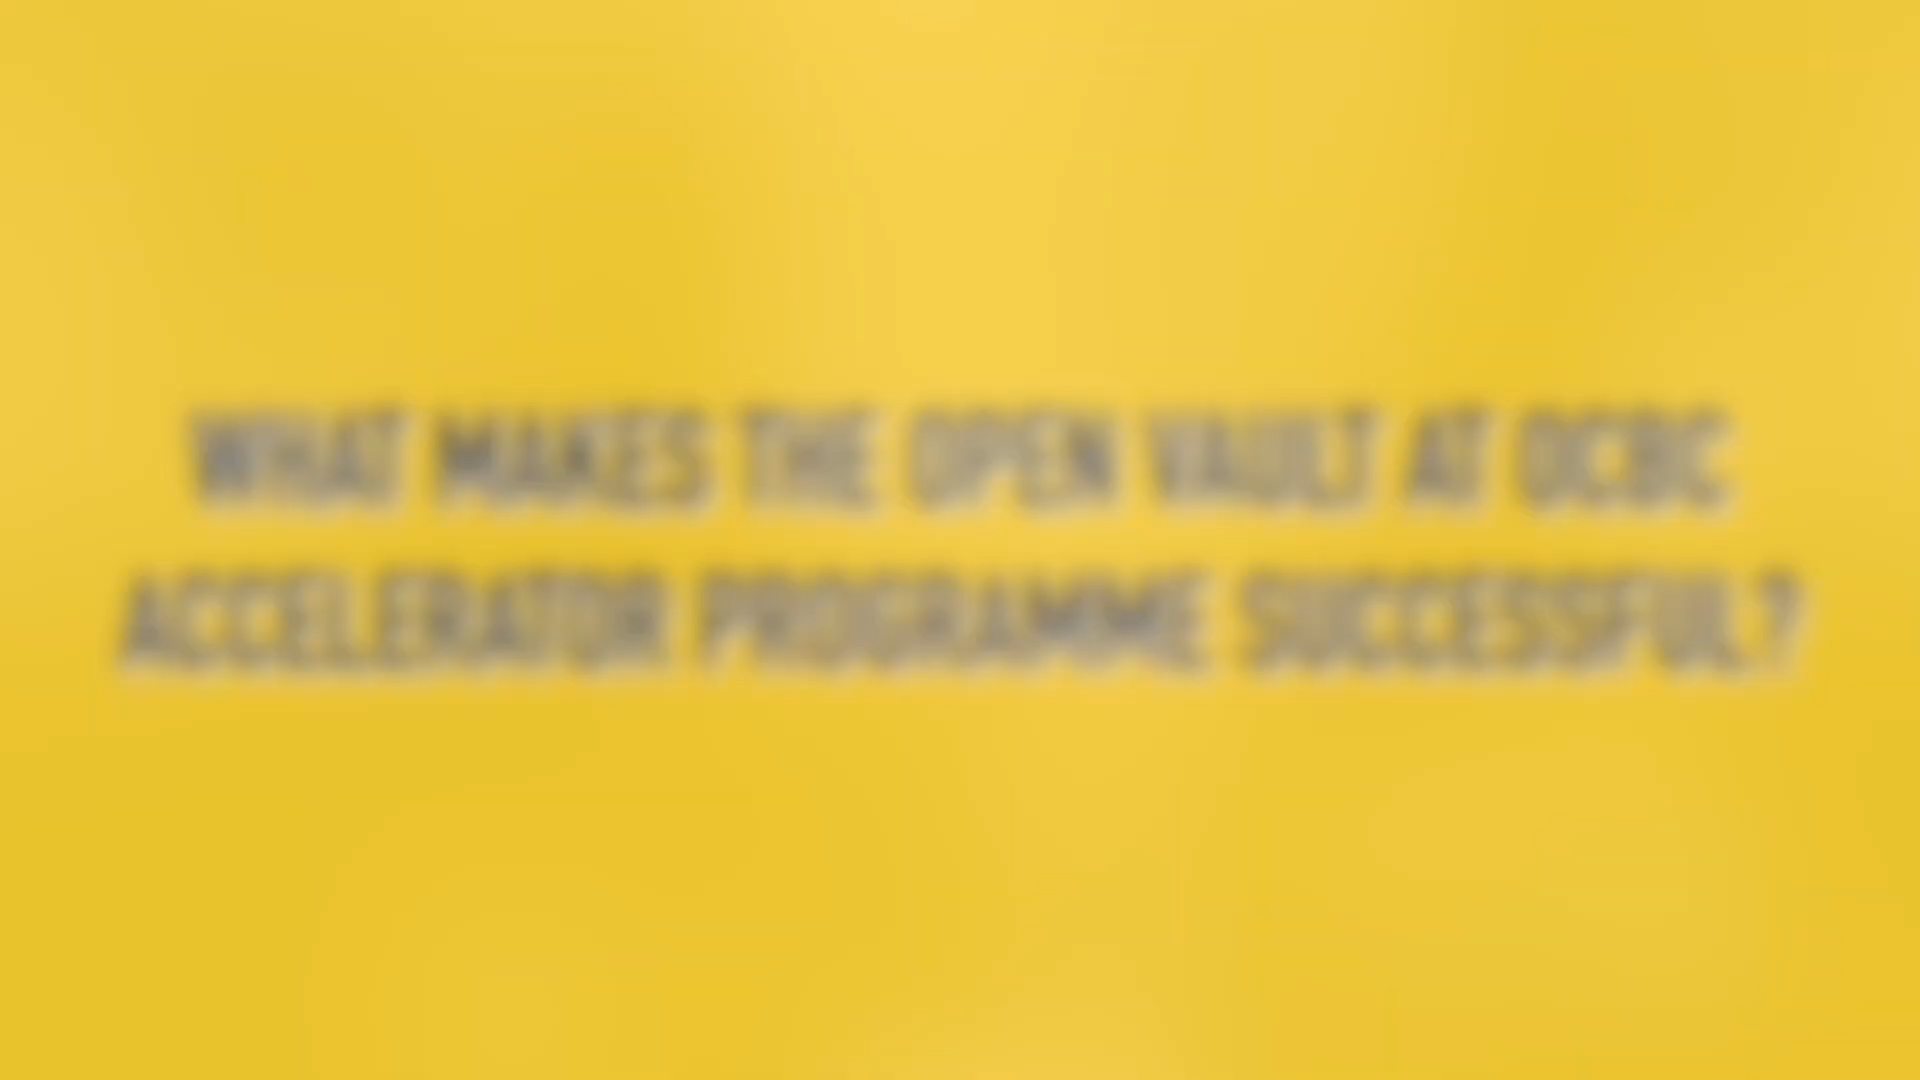 WHAT MAKES THE OPEN VAULT AT OCBC
ACCELERATOR PROGRAMME SUCCESSFUL?